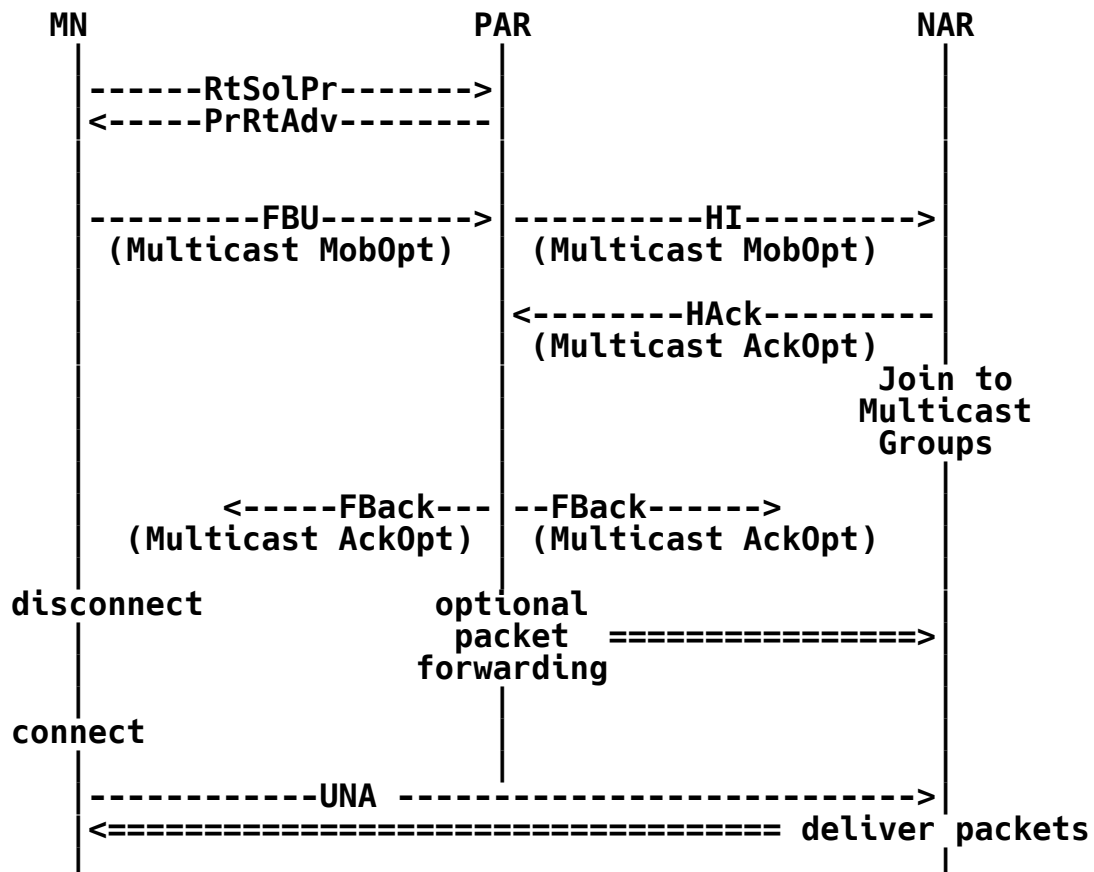 MN PAR NAR
------RtSolPr------->
<-----PrRtAdv--------
---------FBU--------> ----------HI--------->
(Multicast MobOpt) (Multicast MobOpt)
<--------HAck---------
(Multicast AckOpt)
Join to
Multicast
Groups
<-----FBack--- --FBack------>
(Multicast AckOpt) (Multicast AckOpt)
disconnect optional
packet ================>
forwarding
connect
------------UNA ---------------------------->
<=================================== deliver packets